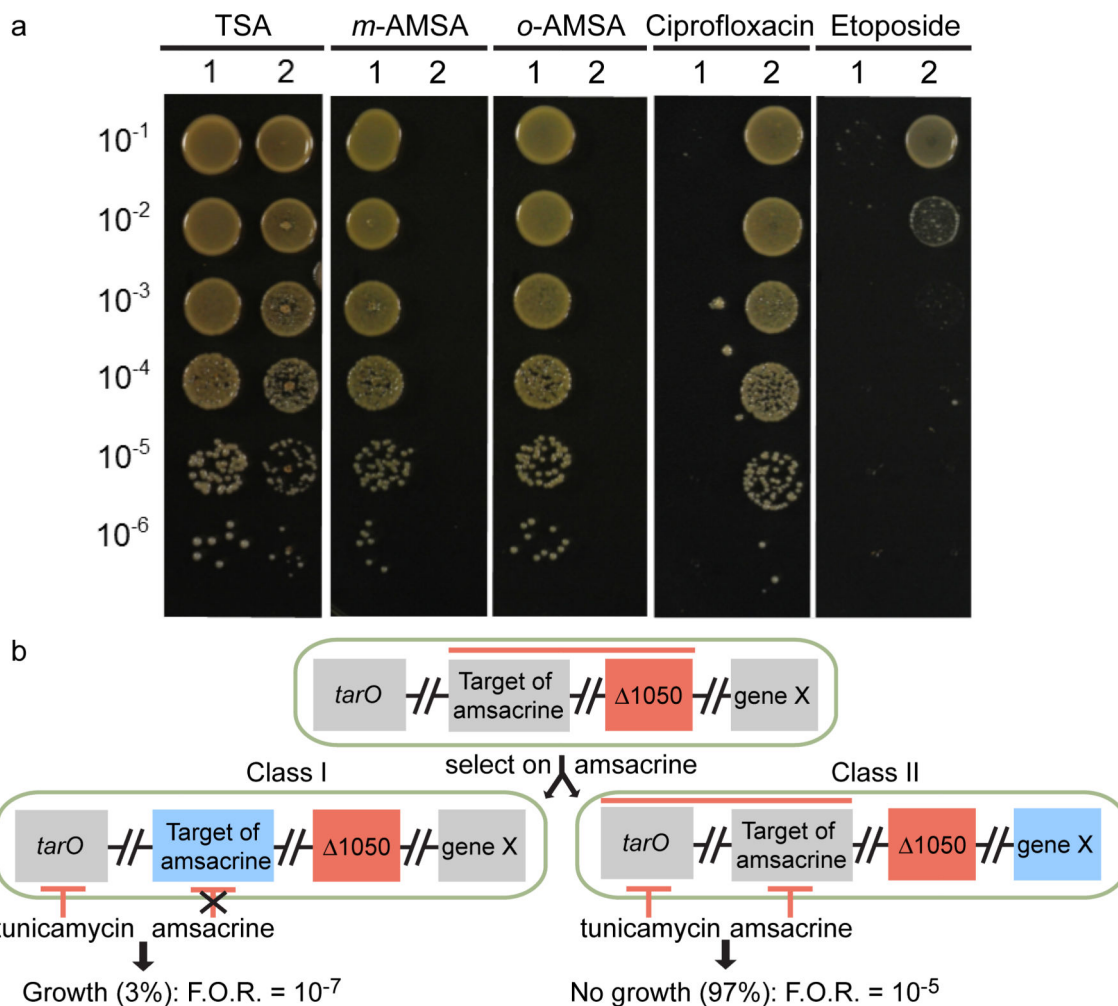 a
TSA m-AMSA o-AMSA Ciprofloxacin Etoposide
1 2 1 2 1 2 1 2 1 2
10⁻¹
10⁻²
10⁻³
10⁻⁴
10⁻⁵
10⁻⁶
b
tarO Target of amsacrine Δ1050 gene X
select on amsacrine
Class I
tarO Target of amsacrine Δ1050 gene X
tunicamycin amsacrine
Growth (3%): F.O.R. = 10⁻⁷
Class II
tarO Target of amsacrine Δ1050 gene X
tunicamycin amsacrine
No growth (97%): F.O.R. = 10⁻⁵